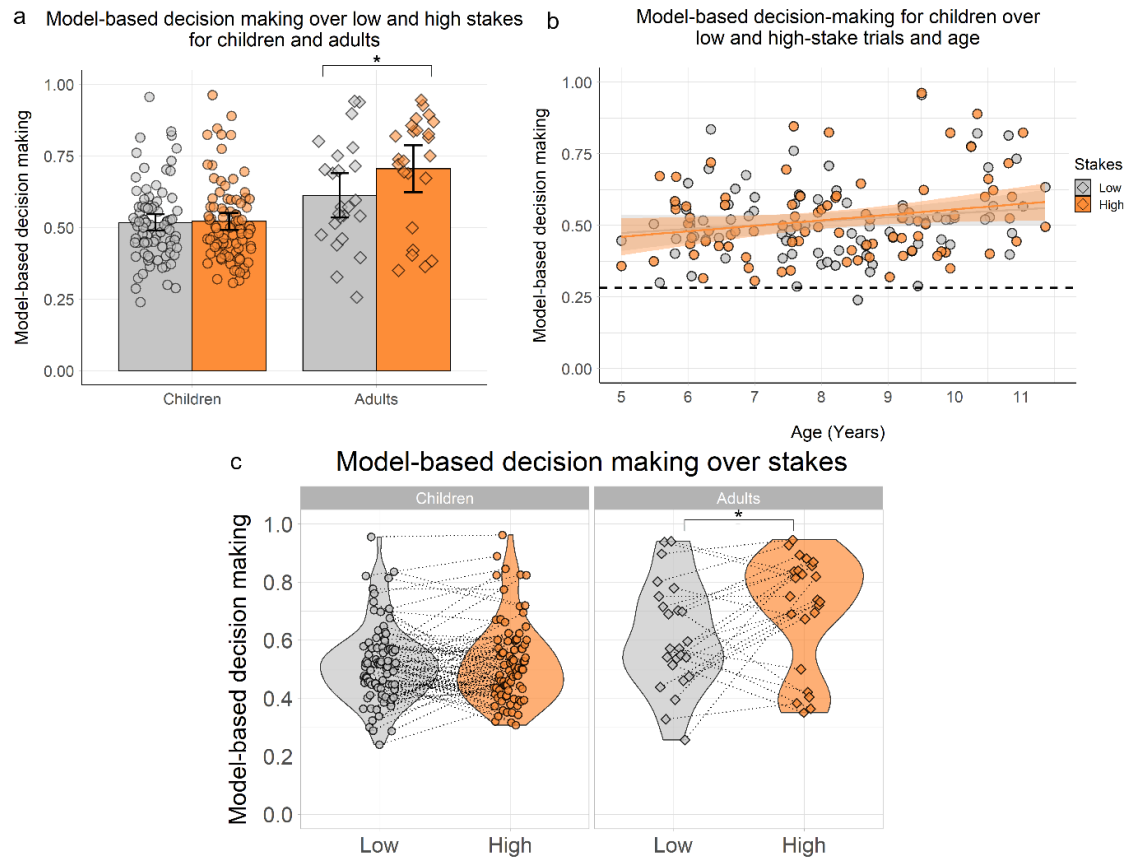 a
Model-based decision making over low and high stakes
for children and adults
*
Model-based decision making
1.00
0.75
0.50
0.25
0.00
Children
Adults
b
Model-based decision-making for children over
low and high-stake trials and age
Model-based decision making
1.00
0.75
0.50
0.25
0.00
5 6 7 8 9 10 11
Age (Years)
Stakes
Low
High
c
Model-based decision making over stakes
Children
Adults
*
Model-based decision making
1.0
0.8
0.6
0.4
0.2
0.0
Low High Low High